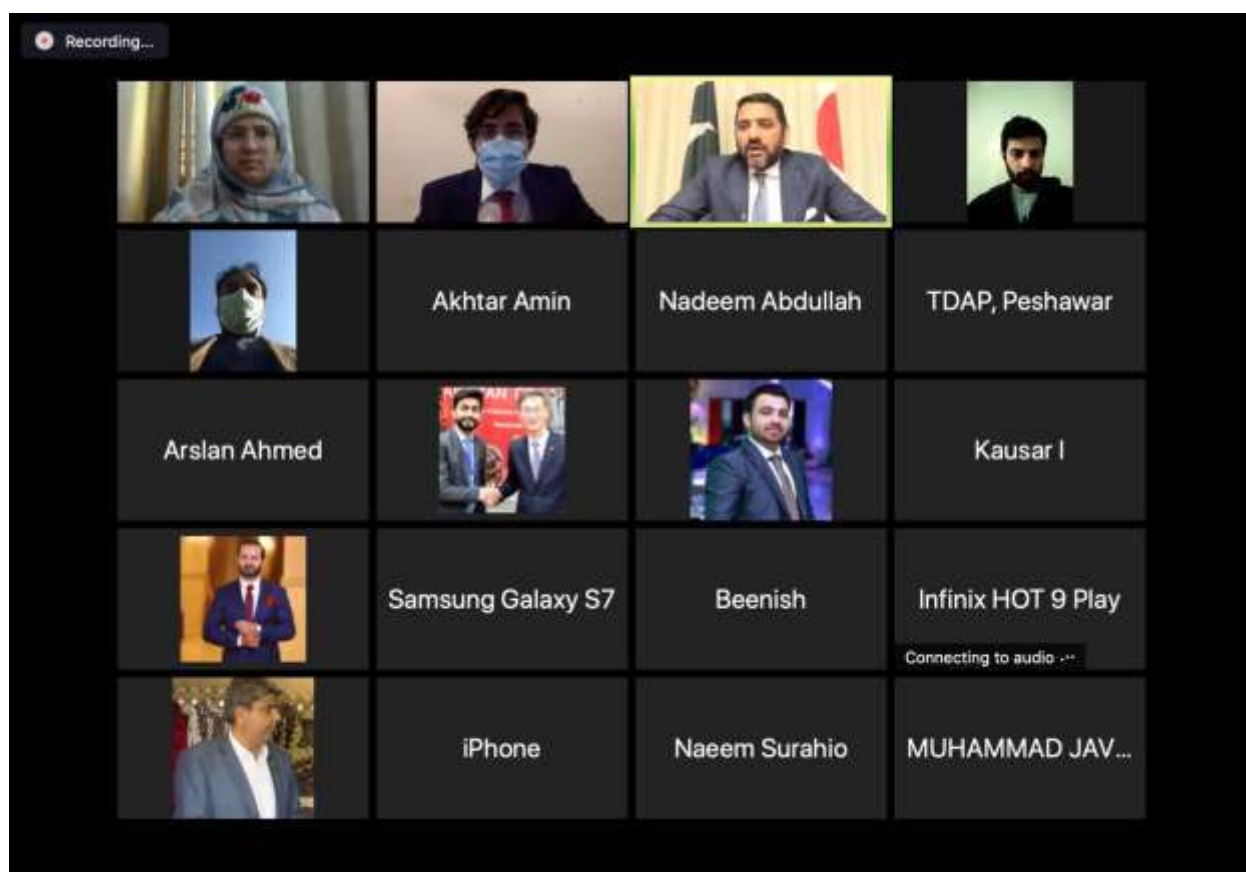 Recording...
Akhtar Amin
Nadeem Abdullah
TDAP, Peshawar
Arslan Ahmed
Kausar I
Samsung Galaxy S7
Beenish
Infinix HOT 9 Play
Connecting to audio ...
iPhone
Naeem Surahio
MUHAMMAD JAV...